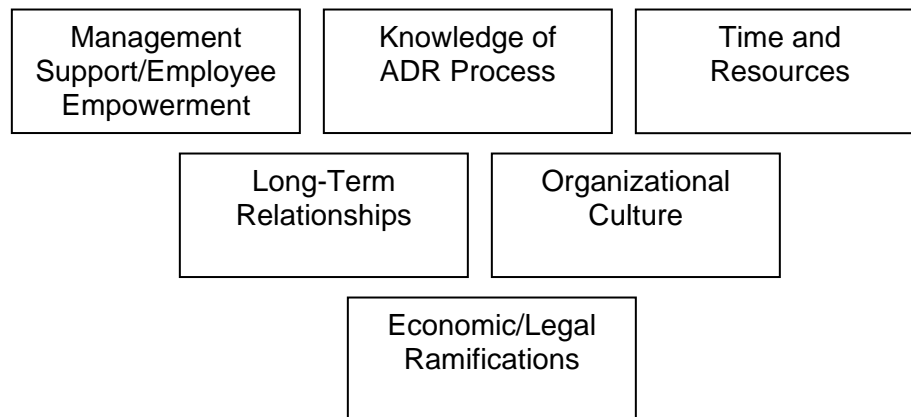 Management
Support/Employee
Empowerment
Knowledge of
ADR Process
Time and
Resources
Long-Term
Relationships
Organizational
Culture
Economic/Legal
Ramifications